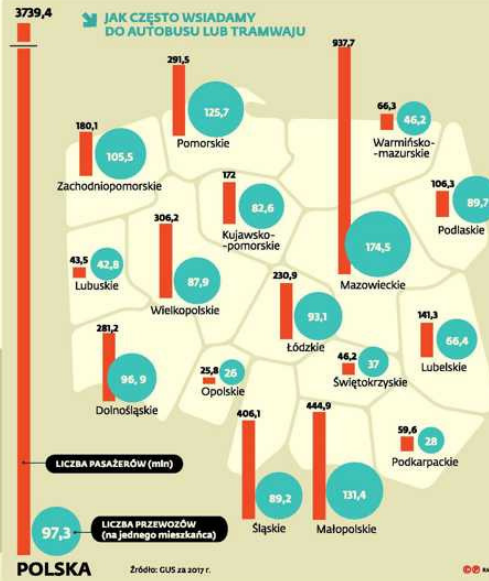 3739,4
JAK CZĘSTO WSIADAMY
DO AUTOBUSU LUB TRAMWAJU
937,7
291,5
125,7
Pomorskie
66,3
46,2
Warmińsko-
-mazurskie
180,1
105,5
Zachodniopomorskie
172
82,6
Kujawsko-
-pomorskie
106,3
89,7
Podlaskie
306,2
87,9
Wielkopolskie
174,5
Mazowieckie
43,5
42,8
Lubuskie
230,9
93,1
Łódzkie
141,3
66,4
Lubelskie
281,2
96,9
Dolnośląskie
25,8
26
Opolskie
46,2
37
Świętokrzyskie
406,1
89,2
Śląskie
444,9
131,4
Małopolskie
59,6
28
Podkarpackie
LICZBA PASAŻERÓW (mln)
97,3
LICZBA PRZEWOZÓW
(na jednego mieszkańca)
POLSKA
Źródło: GUS za 2017 r.